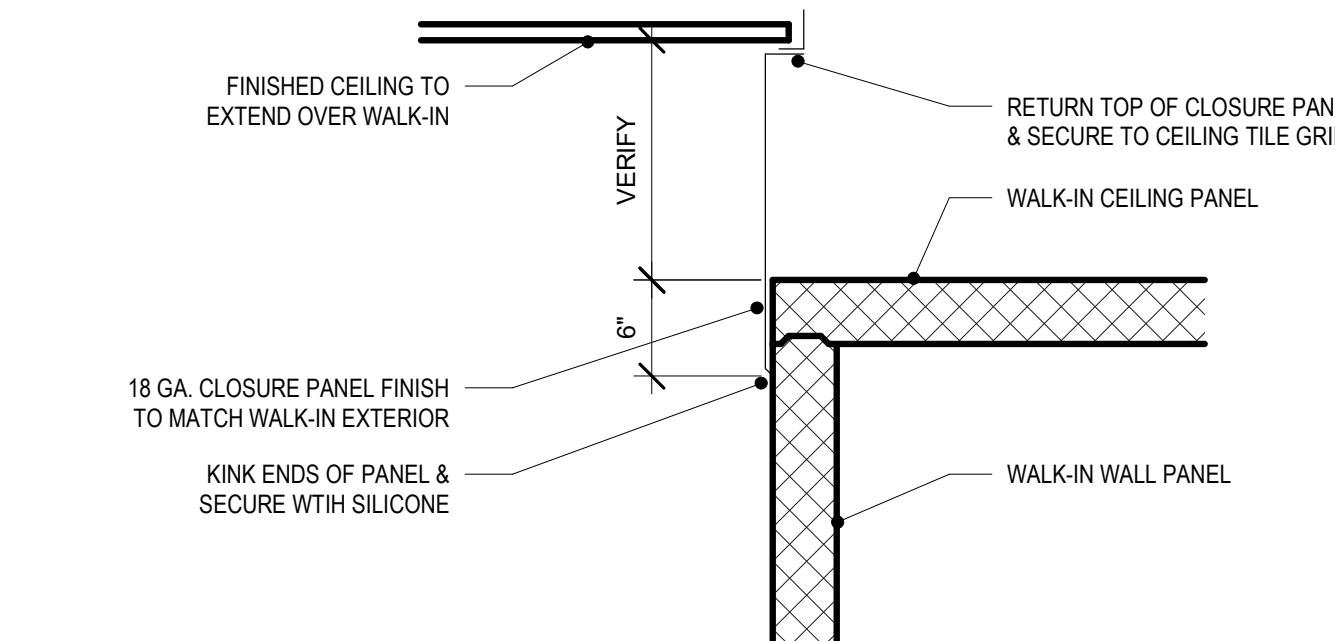 FINISHED CEILING TO
EXTEND OVER WALK-IN
VERIFY
6"
RETURN TOP OF CLOSURE PAN
& SECURE TO CEILING TILE GRI
WALK-IN CEILING PANEL
18 GA. CLOSURE PANEL FINISH
TO MATCH WALK-IN EXTERIOR
KINK ENDS OF PANEL &
SECURE WTIH SILICONE
WALK-IN WALL PANEL